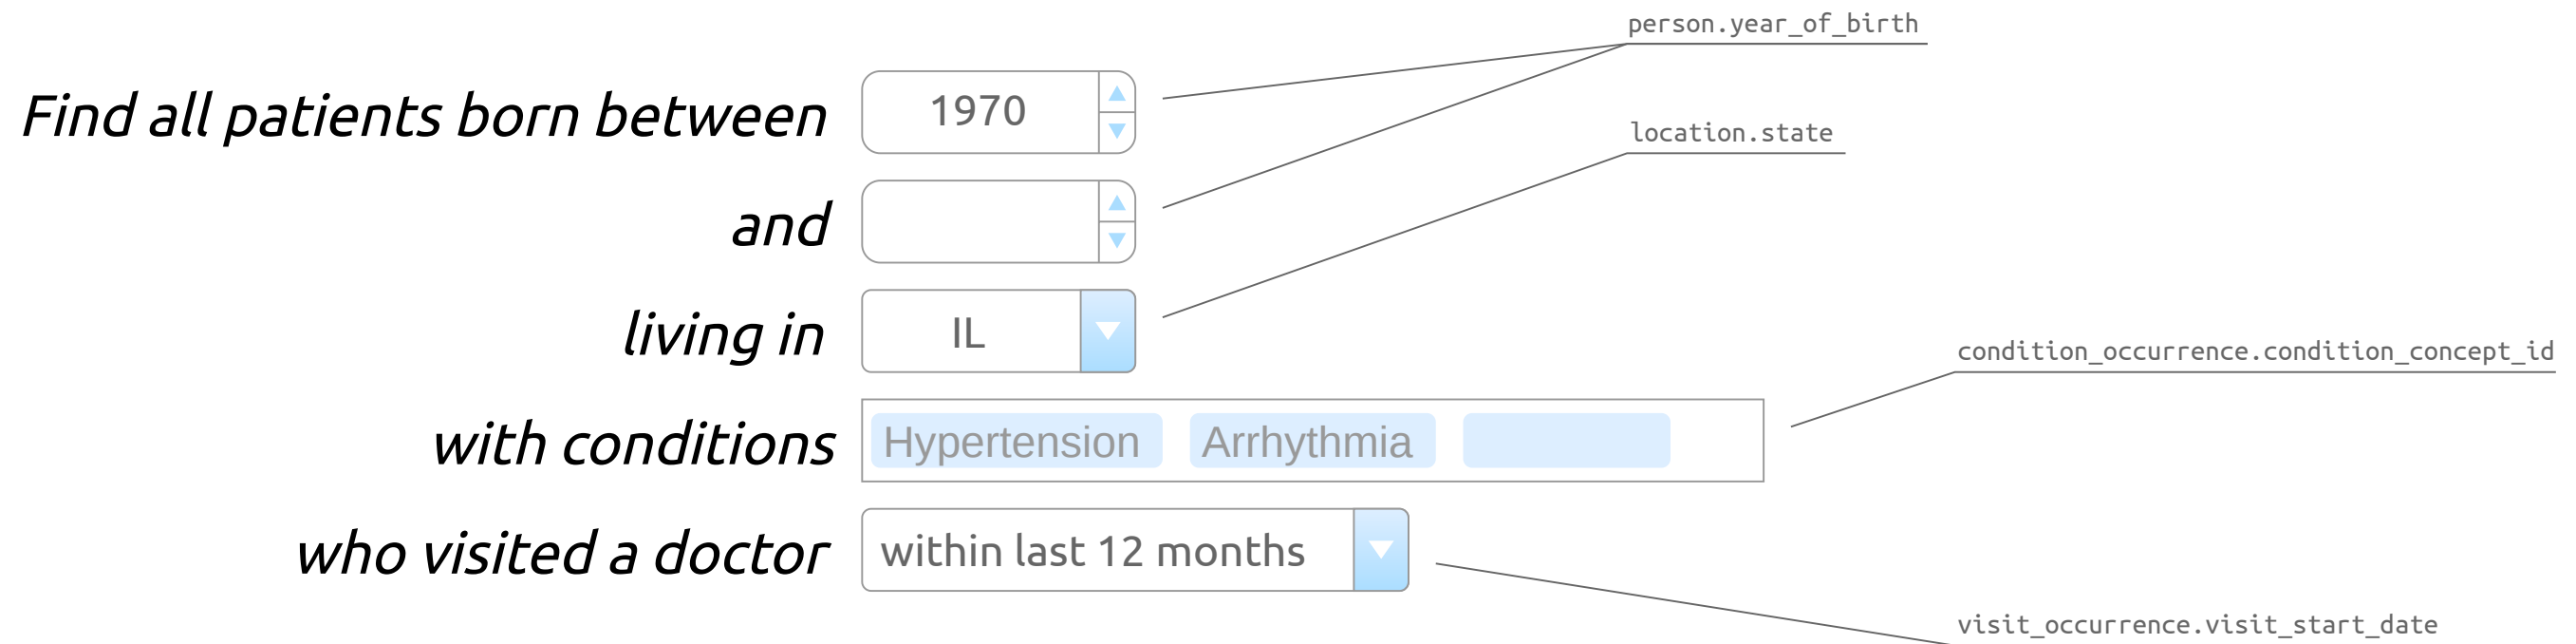 person.year_of_birth
Find all patients born between 1970
location.state
and
living in IL
condition_occurrence.condition_concept_id
with conditions Hypertension Arrhythmia
who visited a doctor within last 12 months
visit_occurrence.visit_start_date